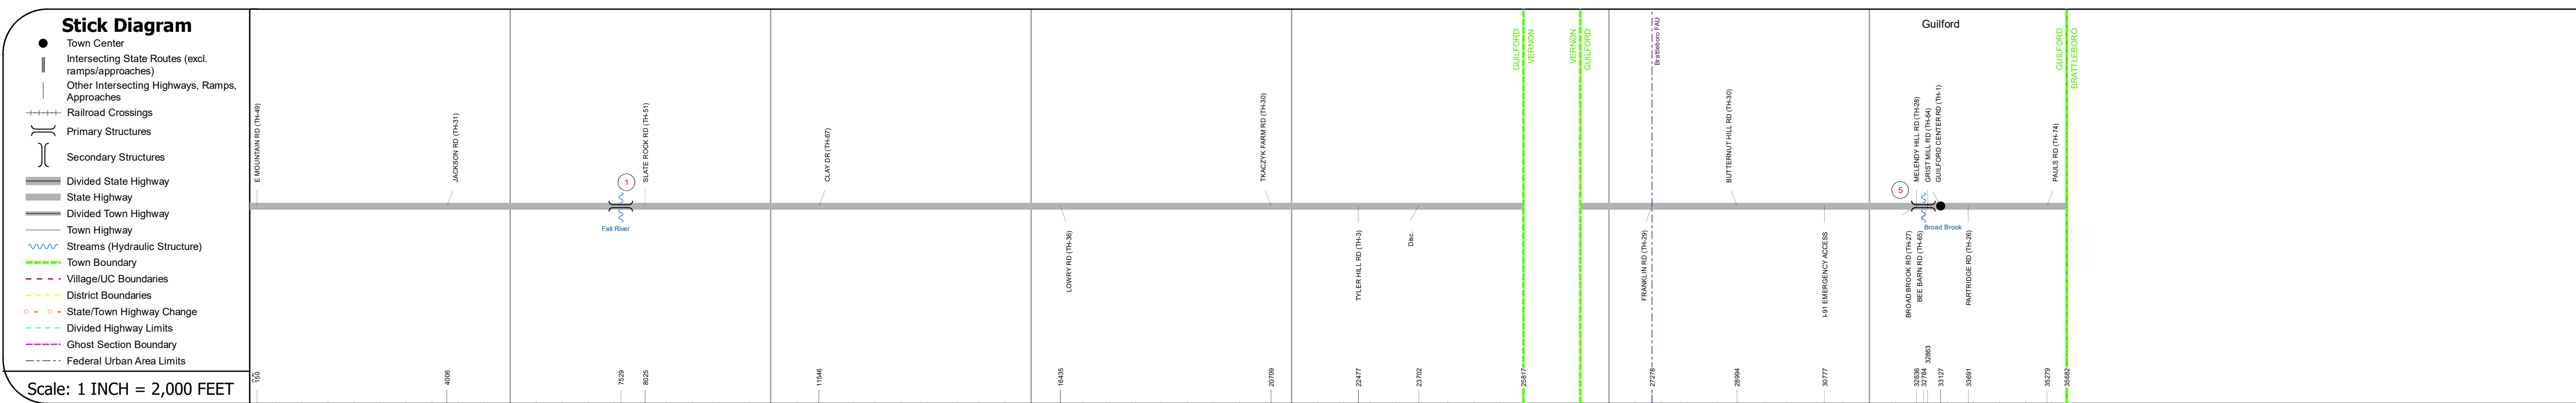 Stick Diagram
Town Center
Intersecting State Routes (excl.
ramps/approaches)
Other Intersecting Highways, Ramps,
Approaches
Railroad Crossings
Primary Structures
Secondary Structures
Divided State Highway
State Highway
Divided Town Highway
Town Highway
Streams (Hydraulic Structure)
Town Boundary
Village/UC Boundaries
District Boundaries
State/Town Highway Change
Divided Highway Limits
Ghost Section Boundary
Federal Urban Area Limits
Scale: 1 INCH = 2,000 FEET
Guilford
GUILFORD
VERNON
VERNON
GUILFORD
Brattleboro FAU
GUILFORD
BRATTLEBORO
E MOUNTAIN RD (TH-49)
JACKSON RD (TH-31)
1
SLATE ROCK RD (TH-51)
CLAY DR (TH-67)
TKACZYK FARM RD (TH-30)
BUTTERNUT HILL RD (TH-30)
5
MELENDY HILL RD (TH-28)
GRIST MILL RD (TH-64)
GUILFORD CENTER RD (TH-1)
PAULS RD (TH-74)
Fall River
Broad Brook
LOWRY RD (TH-36)
TYLER HILL RD (TH-3)
Disc.
FRANKLIN RD (TH-29)
I-91 EMERGENCY ACCESS
BROAD BROOK RD (TH-27)
BEE BARN RD (TH-65)
PARTRIDGE RD (TH-26)
150
4006
7529
8025
11546
16435
20709
22477
23702
25817
27278
28994
30777
32636
32784
32863
33127
33691
35279
35682